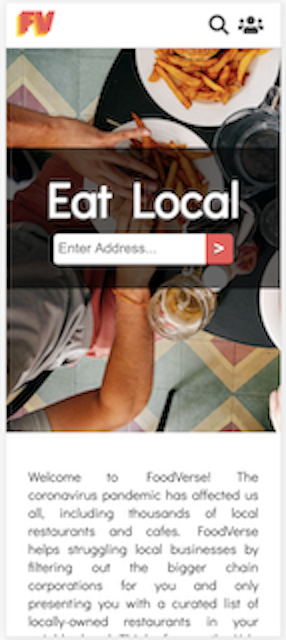 FV
Eat Local
Enter Address...
>
Welcome to FoodVerse! The
coronavirus pandemic has affected us
all, including thousands of local
restaurants and cafes. FoodVerse
helps struggling local businesses by
filtering out the bigger chain
corporations for you and only
presenting you with a curated list of
locally-owned restaurants in your